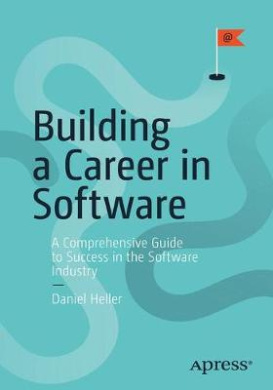 @
Building
a Career in
Software
A Comprehensive Guide
to Success in the Software
Industry
—
Daniel Heller
Apress®